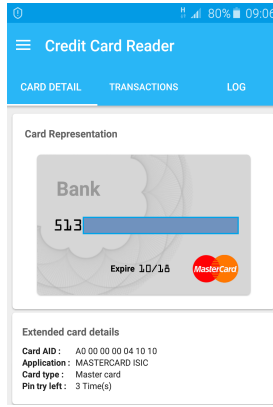 80% 09:06
Credit Card Reader
CARD DETAIL TRANSACTIONS LOG
Card Representation
Bank
513
Expire 10/18
MasterCard
Extended card details
Card AID : A0 00 00 00 04 10 10
Application : MASTERCARD ISIC
Card type : Master card
Pin try left : 3 Time(s)